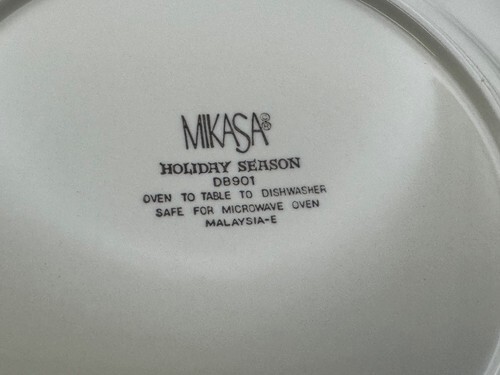 MIKASA®
HOLIDAY SEASON
DB901
OVEN TO TABLE TO DISHWASHER
SAFE FOR MICROWAVE OVEN
MALAYSIA-E